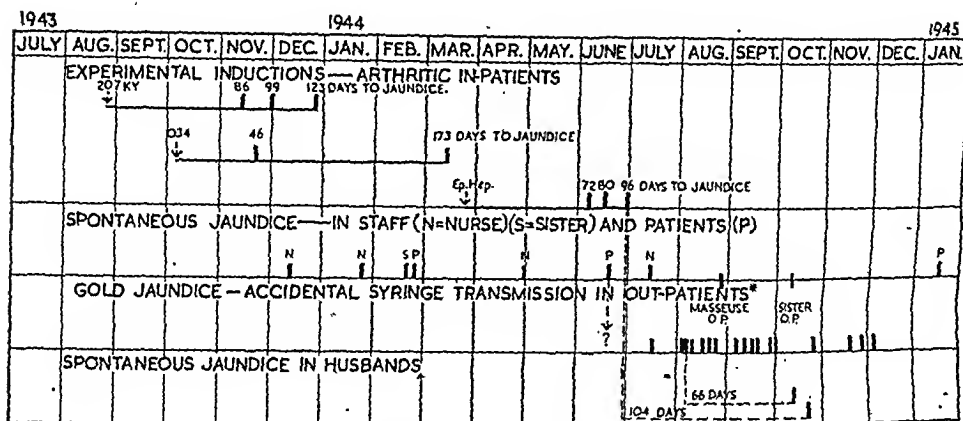 1943 1944 1945
JULY AUG. SEPT. OCT. NOV. DEC. JAN. FEB. MAR. APR. MAY. JUNE JULY AUG. SEPT. OCT. NOV. DEC. JAN.
EXPERIMENTAL INDUCTIONS — ARTHRITIC IN-PATIENTS
207 KY 86 99 123 DAYS TO JAUNDICE.
034 46 173 DAYS TO JAUNDICE
Ep. Hep. 72 80 96 DAYS TO JAUNDICE
SPONTANEOUS JAUNDICE — IN STAFF (N=NURSE)(S=SISTER) AND PATIENTS (P)
N N S P N P N P
GOLD JAUNDICE — ACCIDENTAL SYRINGE TRANSMISSION IN OUT-PATIENTS*
MASSEUSE SISTER
O.P. O.P.
?
SPONTANEOUS JAUNDICE IN HUSBANDS
66 DAYS
104 DAYS